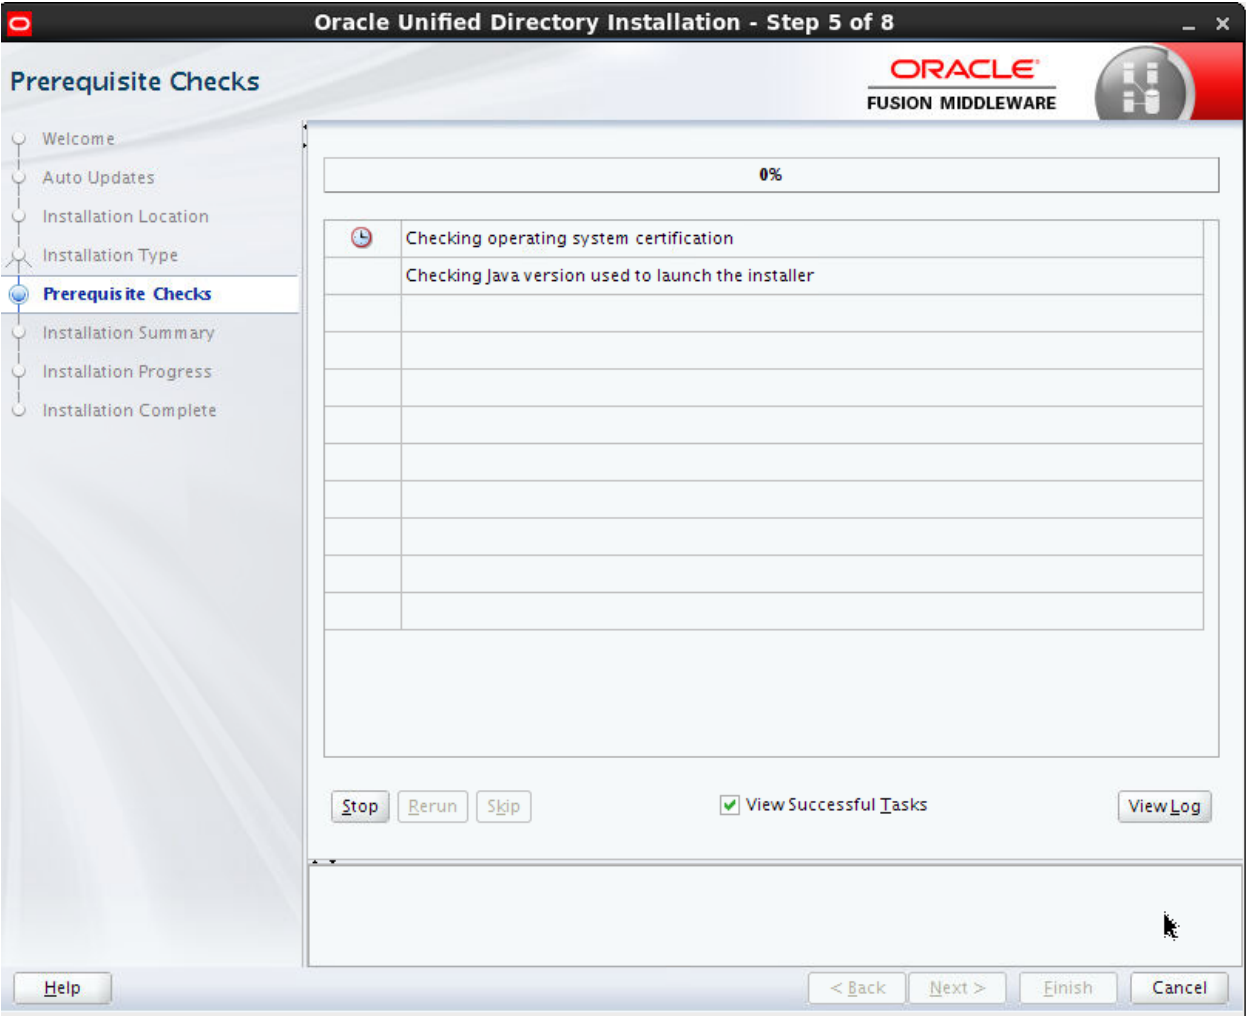 Oracle Unified Directory Installation - Step 5 of 8
Prerequisite Checks
ORACLE
FUSION MIDDLEWARE
Welcome
Auto Updates
Installation Location
Installation Type
Prerequisite Checks
Installation Summary
Installation Progress
Installation Complete
0%
Checking operating system certification
Checking Java version used to launch the installer
Stop
Rerun
Skip
View Successful Tasks
View Log
Help
< Back
Next >
Finish
Cancel